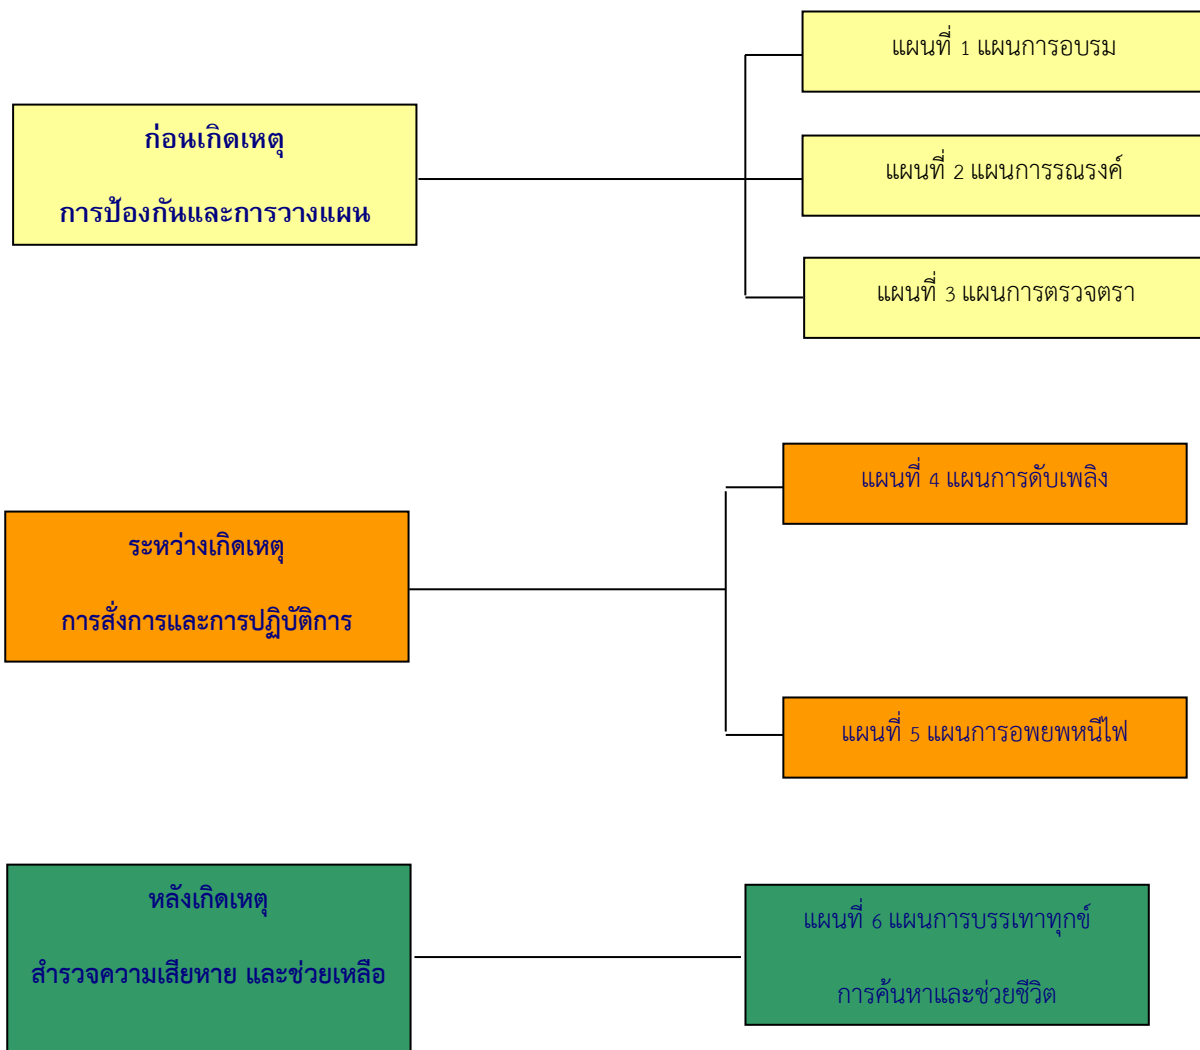 ก่อนเกิดเหตุ
การป้องกันและการวางแผน
แผนที่ 1 แผนการอบรม
แผนที่ 2 แผนการรณรงค์
แผนที่ 3 แผนการตรวจตรา
ระหว่างเกิดเหตุ
การสั่งการและการปฏิบัติการ
แผนที่ 4 แผนการดับเพลิง
แผนที่ 5 แผนการอพยพหนีไฟ
หลังเกิดเหตุ
สำรวจความเสียหาย และช่วยเหลือ
แผนที่ 6 แผนการบรรเทาทุกข์
การค้นหาและช่วยชีวิต